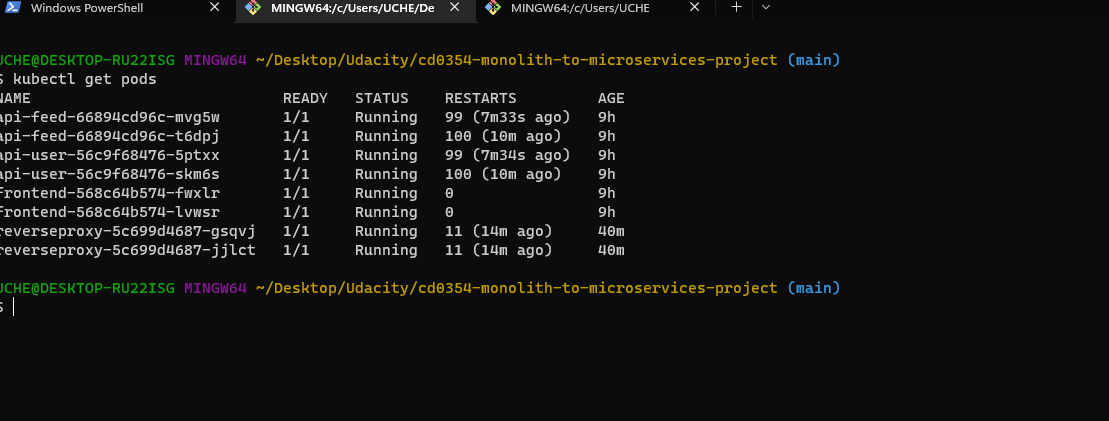 Windows PowerShell MINGW64:/c/Users/UCHE/De MINGW64:/c/Users/UCHE
UCHE@DESKTOP-RU22ISG MINGW64 ~/Desktop/Udacity/cd0354-monolith-to-microservices-project (main)
$ kubectl get pods
NAME READY STATUS RESTARTS AGE
api-feed-66894cd96c-mvg5w 1/1 Running 99 (7m33s ago) 9h
api-feed-66894cd96c-t6dpj 1/1 Running 100 (10m ago) 9h
api-user-56c9f68476-5ptxx 1/1 Running 99 (7m34s ago) 9h
api-user-56c9f68476-skm6s 1/1 Running 100 (10m ago) 9h
frontend-568c64b574-fwxlr 1/1 Running 0 9h
frontend-568c64b574-lvwsr 1/1 Running 0 9h
reverseproxy-5c699d4687-gsqvj 1/1 Running 11 (14m ago) 40m
reverseproxy-5c699d4687-jjlct 1/1 Running 11 (14m ago) 40m
UCHE@DESKTOP-RU22ISG MINGW64 ~/Desktop/Udacity/cd0354-monolith-to-microservices-project (main)
$